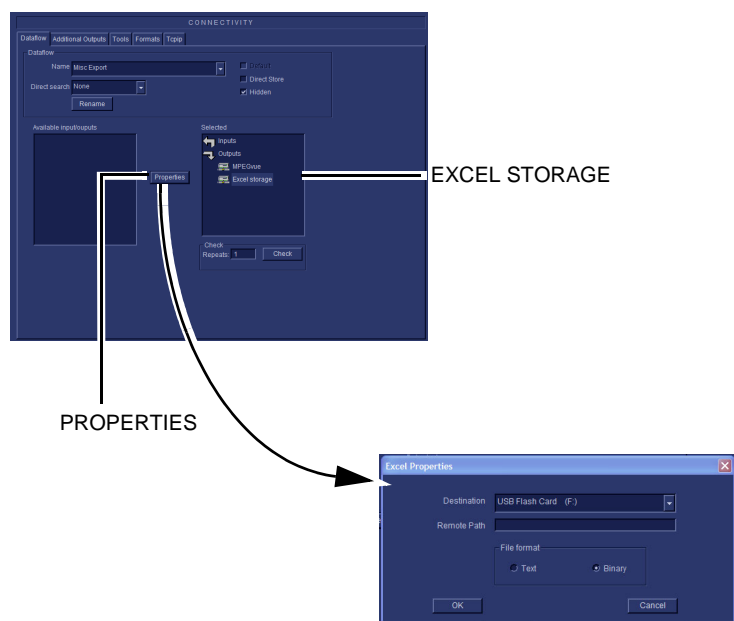 CONNECTIVITY
Dataflow Additional Outputs Tools Formats Tcpip
Dataflow
Name Misc Export
Default
Direct search None
Direct Store
Hidden
Rename
Available input/ouputs
Selected
Inputs
Outputs
MPEGvue
Excel storage
Properties
EXCEL STORAGE
Check
Repeats: 1 Check
PROPERTIES
Excel Properties
Destination USB Flash Card (F:)
Remote Path
File format
Text Binary
OK Cancel